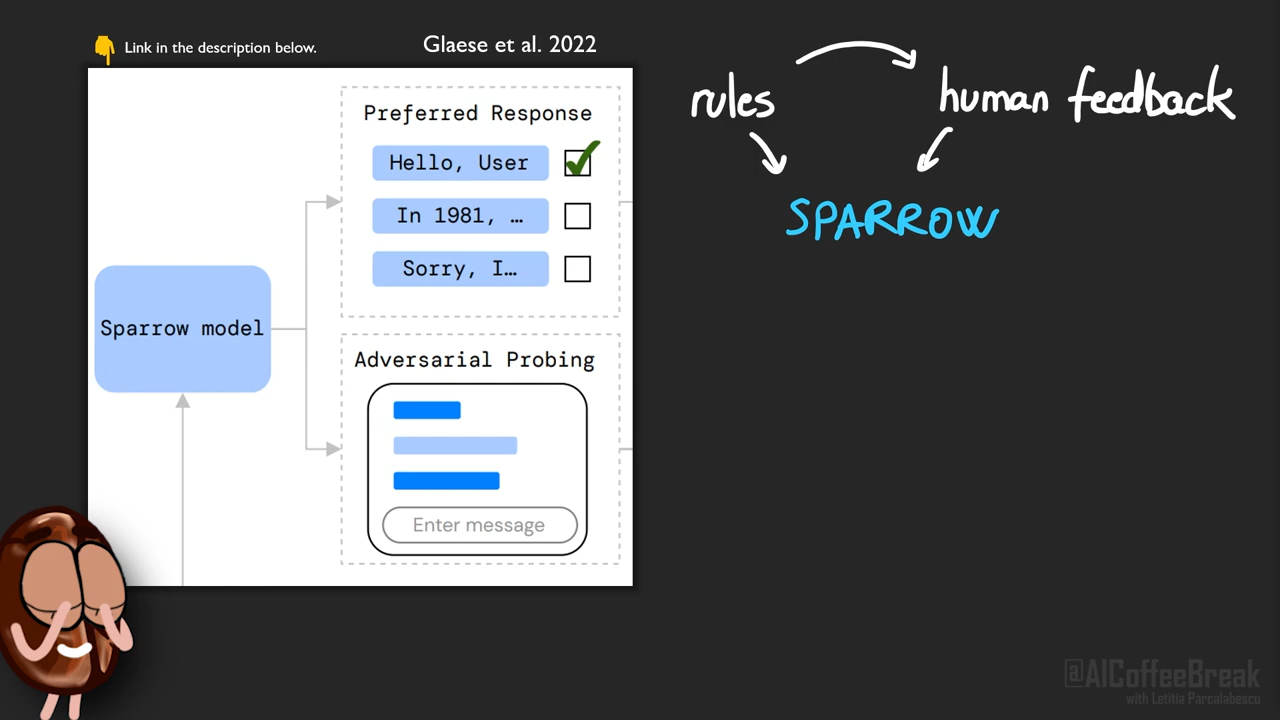 Link in the description below.
Glaese et al. 2022
Preferred Response
Hello, User
In 1981, …
Sorry, I…
Sparrow model
Adversarial Probing
Enter message
rules
human feedback
SPARROW
@AICoffeeBreak
with Letitia Parcalabescu